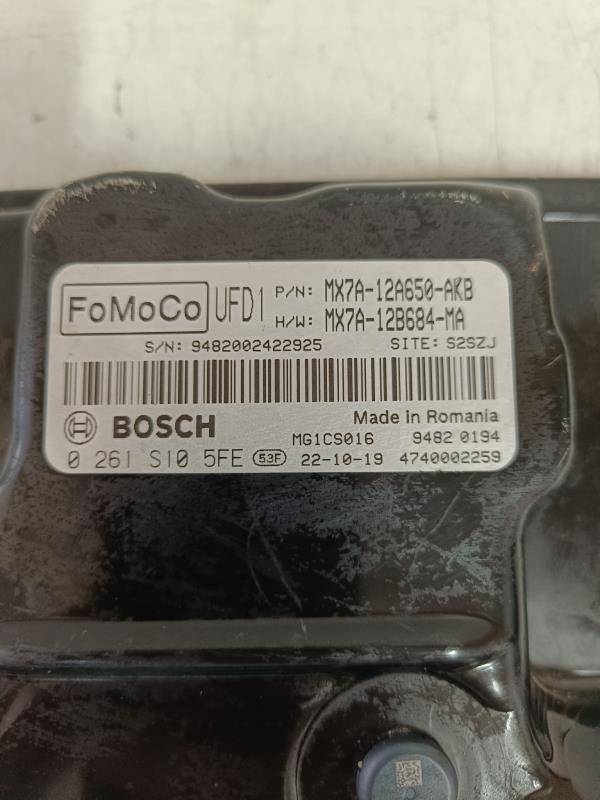 FoMoCo UFD1 P/N: MX7A-12A650-AKB
H/W: MX7A-12B684-MA
S/N: 9482002422925 SITE: S2SZJ
BOSCH Made in Romania
MG1CS016 9482 0194
0 261 S10 5FE 53F 22-10-19 4740002259